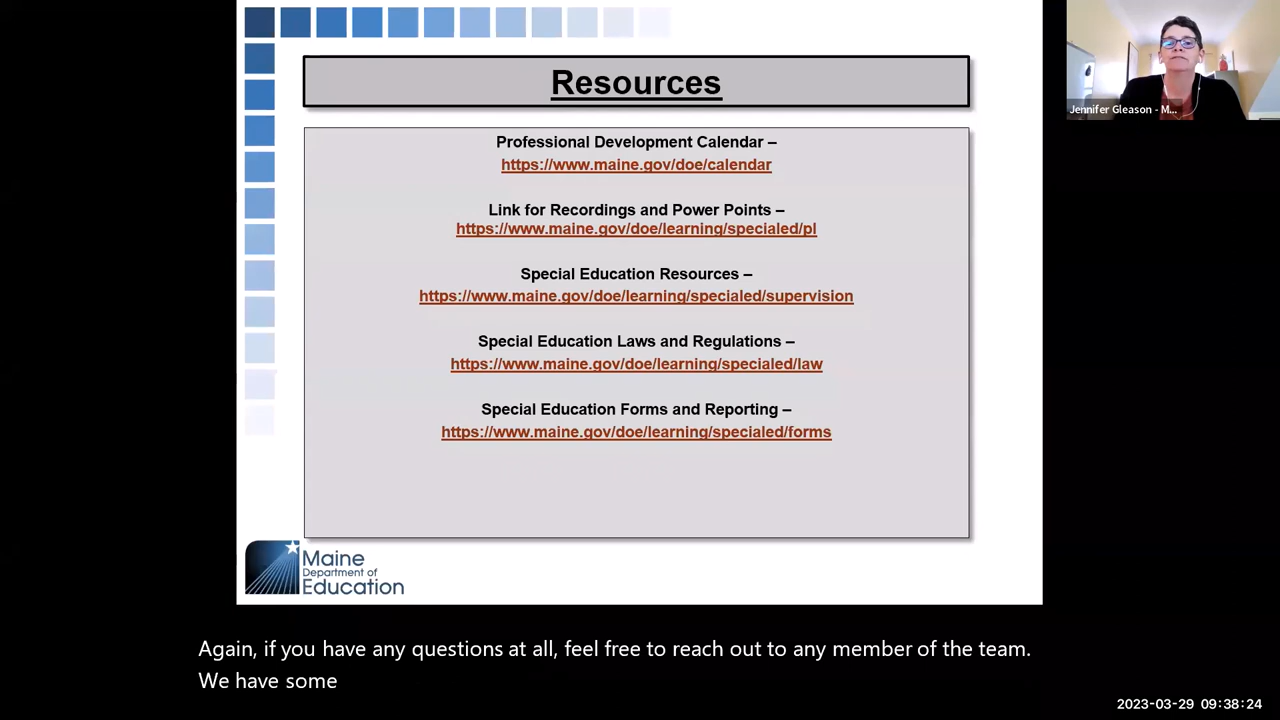 Resources
Professional Development Calendar –
https://www.maine.gov/doe/calendar
Link for Recordings and Power Points –
https://www.maine.gov/doe/learning/specialed/pl
Special Education Resources –
https://www.maine.gov/doe/learning/specialed/supervision
Special Education Laws and Regulations –
https://www.maine.gov/doe/learning/specialed/law
Special Education Forms and Reporting –
https://www.maine.gov/doe/learning/specialed/forms
Maine
Department of
Education
Jennifer Gleason - M...
Again, if you have any questions at all, feel free to reach out to any member of the team.
We have some
2023-03-29 09:38:24